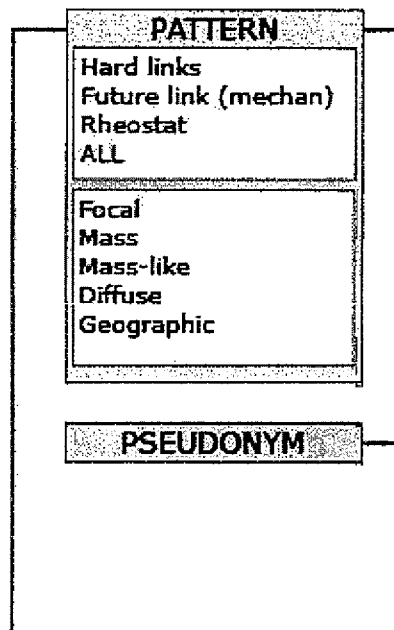 PATTERN
Hard links
Future link (mechan)
Rheostat
ALL
Focal
Mass
Mass-like
Diffuse
Geographic
PSEUDONYM